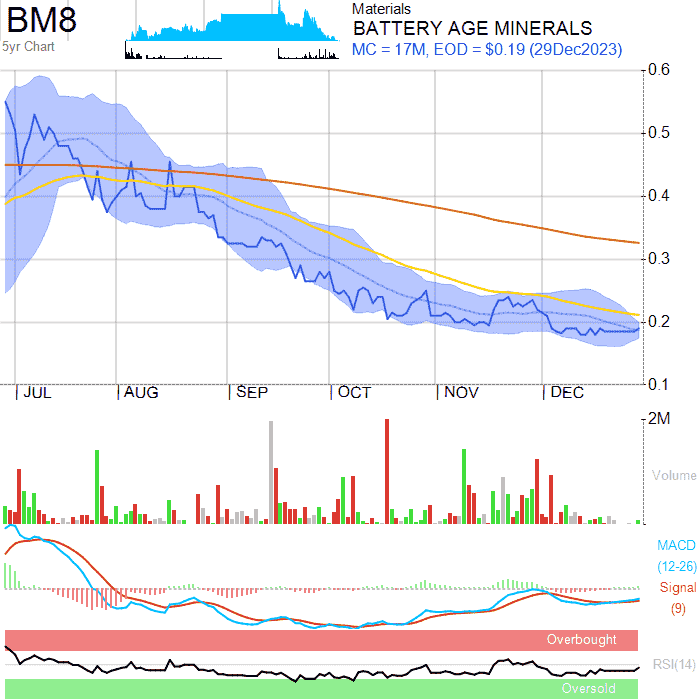 BM8
5yr Chart
Materials
BATTERY AGE MINERALS
MC = 17M, EOD = $0.19 (29Dec2023)
0.6
0.5
0.4
0.3
0.2
0.1
JUL AUG SEP OCT NOV DEC
2M
Volume
MACD
(12-26)
Signal
(9)
Overbought
RSI(14)
Oversold